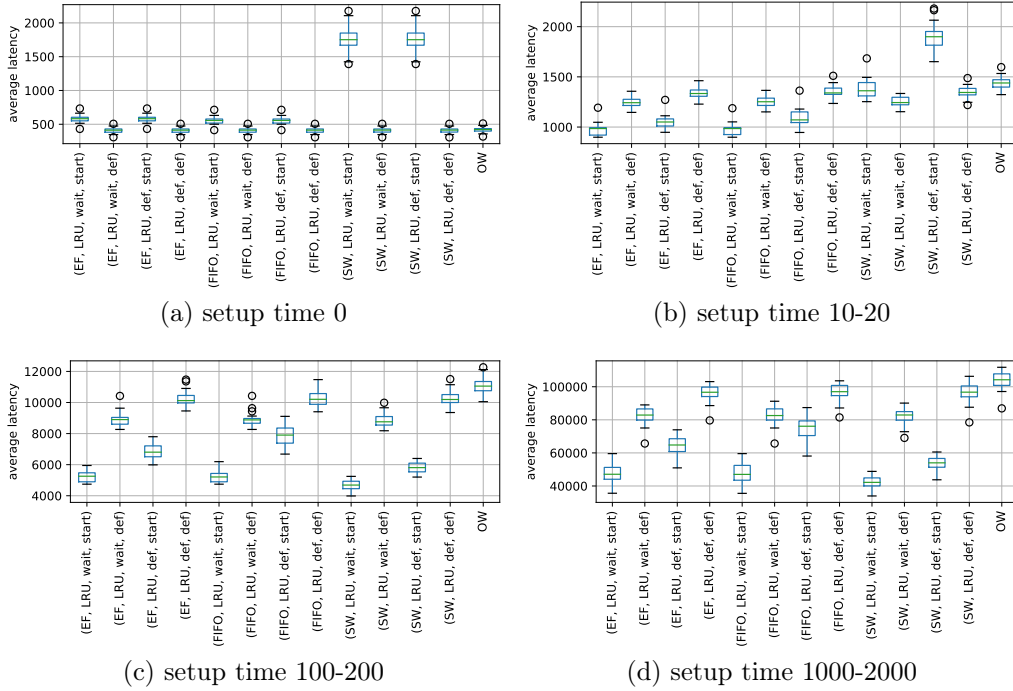 average latency
2000
1500
1000
500
(EF, LRU, wait, start)
(EF, LRU, wait, def)
(EF, LRU, def, start)
(EF, LRU, def, def)
(FIFO, LRU, wait, start)
(FIFO, LRU, wait, def)
(FIFO, LRU, def, start)
(FIFO, LRU, def, def)
(SW, LRU, wait, start)
(SW, LRU, wait, def)
(SW, LRU, def, start)
(SW, LRU, def, def)
OW
(a) setup time 0
average latency
2000
1500
1000
(EF, LRU, wait, start)
(EF, LRU, wait, def)
(EF, LRU, def, start)
(EF, LRU, def, def)
(FIFO, LRU, wait, start)
(FIFO, LRU, wait, def)
(FIFO, LRU, def, start)
(FIFO, LRU, def, def)
(SW, LRU, wait, start)
(SW, LRU, wait, def)
(SW, LRU, def, start)
(SW, LRU, def, def)
OW
(b) setup time 10-20
average latency
12000
10000
8000
6000
4000
(EF, LRU, wait, start)
(EF, LRU, wait, def)
(EF, LRU, def, start)
(EF, LRU, def, def)
(FIFO, LRU, wait, start)
(FIFO, LRU, wait, def)
(FIFO, LRU, def, start)
(FIFO, LRU, def, def)
(SW, LRU, wait, start)
(SW, LRU, wait, def)
(SW, LRU, def, start)
(SW, LRU, def, def)
OW
(c) setup time 100-200
average latency
100000
80000
60000
40000
(EF, LRU, wait, start)
(EF, LRU, wait, def)
(EF, LRU, def, start)
(EF, LRU, def, def)
(FIFO, LRU, wait, start)
(FIFO, LRU, wait, def)
(FIFO, LRU, def, start)
(FIFO, LRU, def, def)
(SW, LRU, wait, start)
(SW, LRU, wait, def)
(SW, LRU, def, start)
(SW, LRU, def, def)
OW
(d) setup time 1000-2000